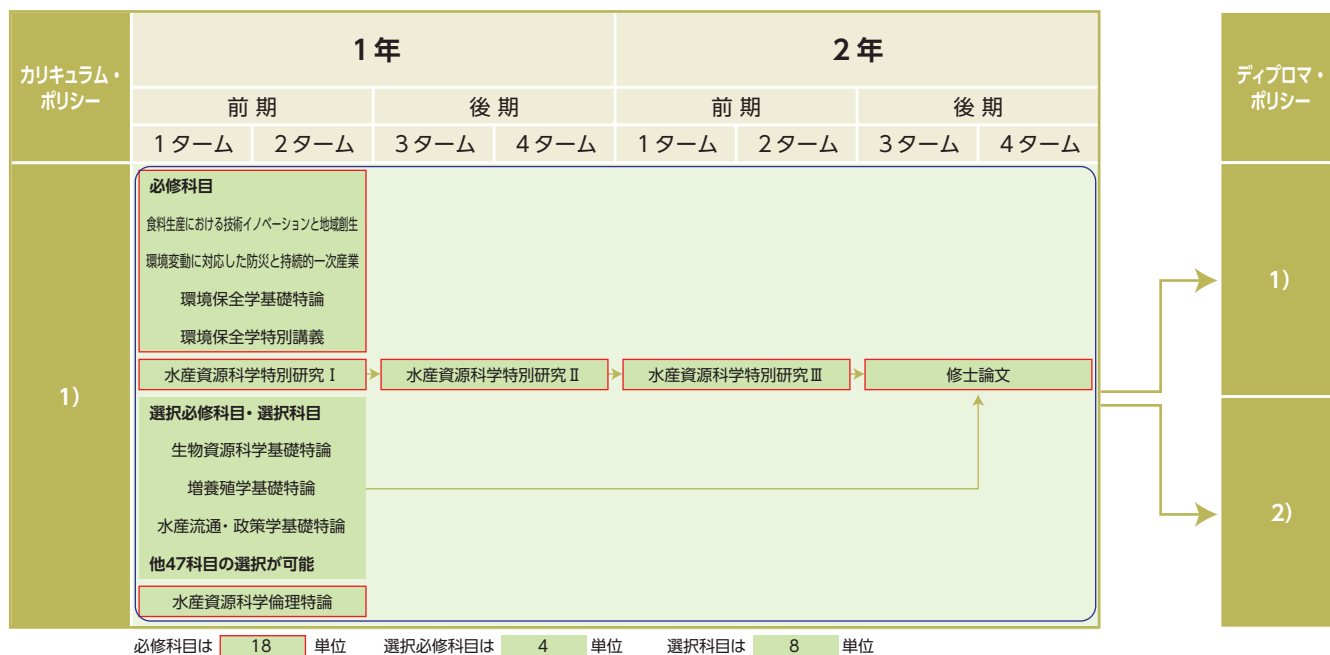 カリキュラム・
ポリシー
1年
2年
ディプロマ・
ポリシー
前 期
後 期
前 期
後 期
1ターム
2ターム
3ターム
4ターム
1ターム
2ターム
3ターム
4ターム
1)
必修科目
食料生産における技術イノベーションと地域創生
環境変動に対応した防災と持続的一次産業
環境保全学基礎特論
環境保全学特別講義
水産資源科学特別研究Ⅰ
水産資源科学特別研究Ⅱ
水産資源科学特別研究Ⅲ
修士論文
選択必修科目・選択科目
生物資源科学基礎特論
増養殖学基礎特論
水産流通・政策学基礎特論
他47科目の選択が可能
水産資源科学倫理特論
1)
2)
必修科目は 18 単位 選択必修科目は 4 単位 選択科目は 8 単位